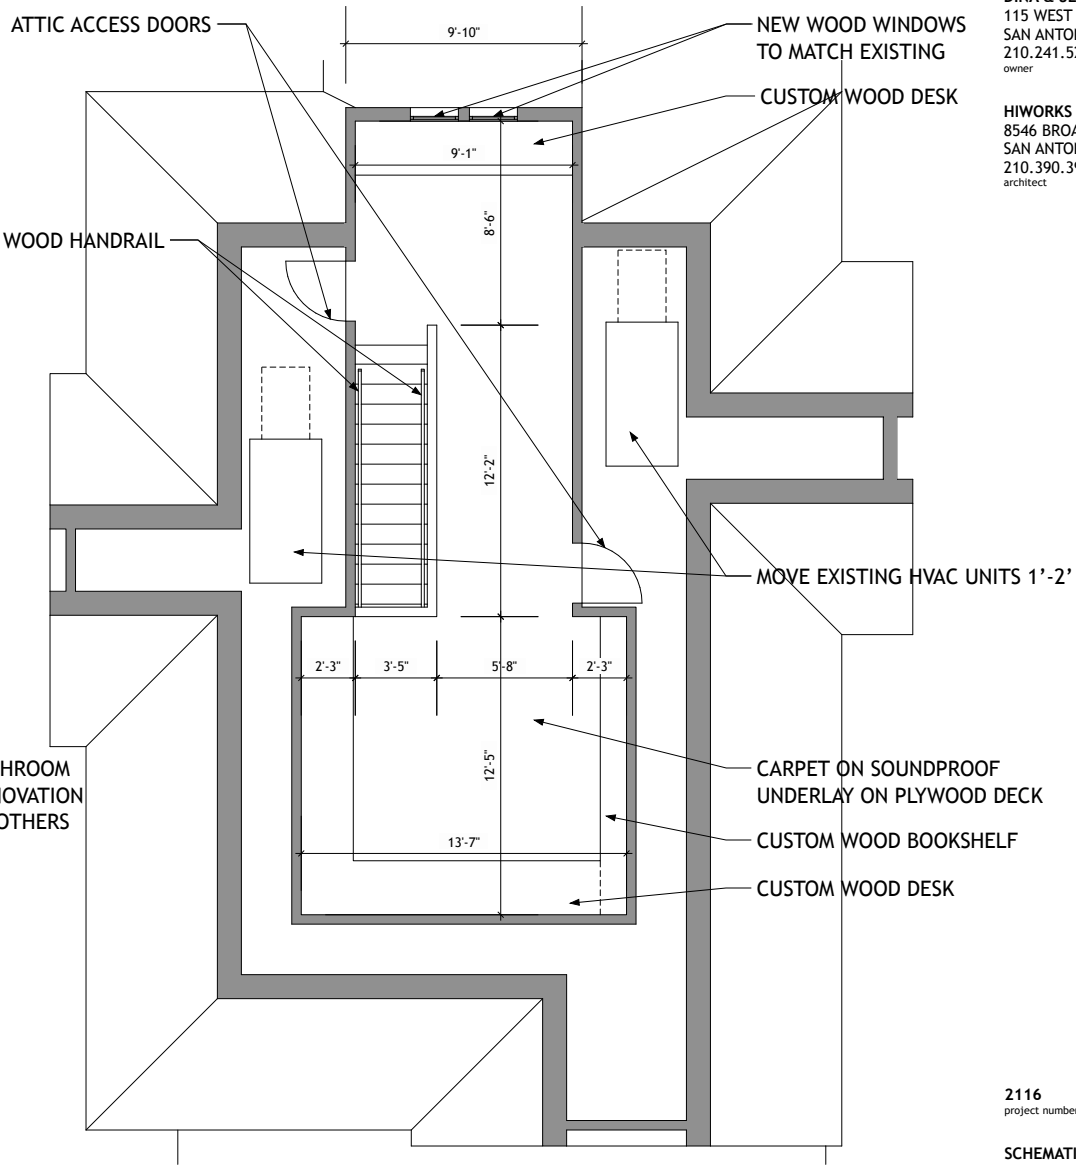 ATTIC ACCESS DOORS
9'-10"
NEW WOOD WINDOWS
TO MATCH EXISTING
CUSTOM WOOD DESK
9'-1"
8'-6"
WOOD HANDRAIL
12'-2"
MOVE EXISTING HVAC UNITS 1’-2’
2'-3"
3'-5"
5'-8"
2'-3"
12'-5"
CARPET ON SOUNDPROOF
UNDERLAY ON PLYWOOD DECK
CUSTOM WOOD BOOKSHELF
13'-7"
CUSTOM WOOD DESK
HROOM
OVATION
OTHERS
115 WEST
SAN ANTO
210.241.5
owner
HIWORKS
8546 BROA
SAN ANTO
210.390.3
architect
2116
project number
SCHEMATI